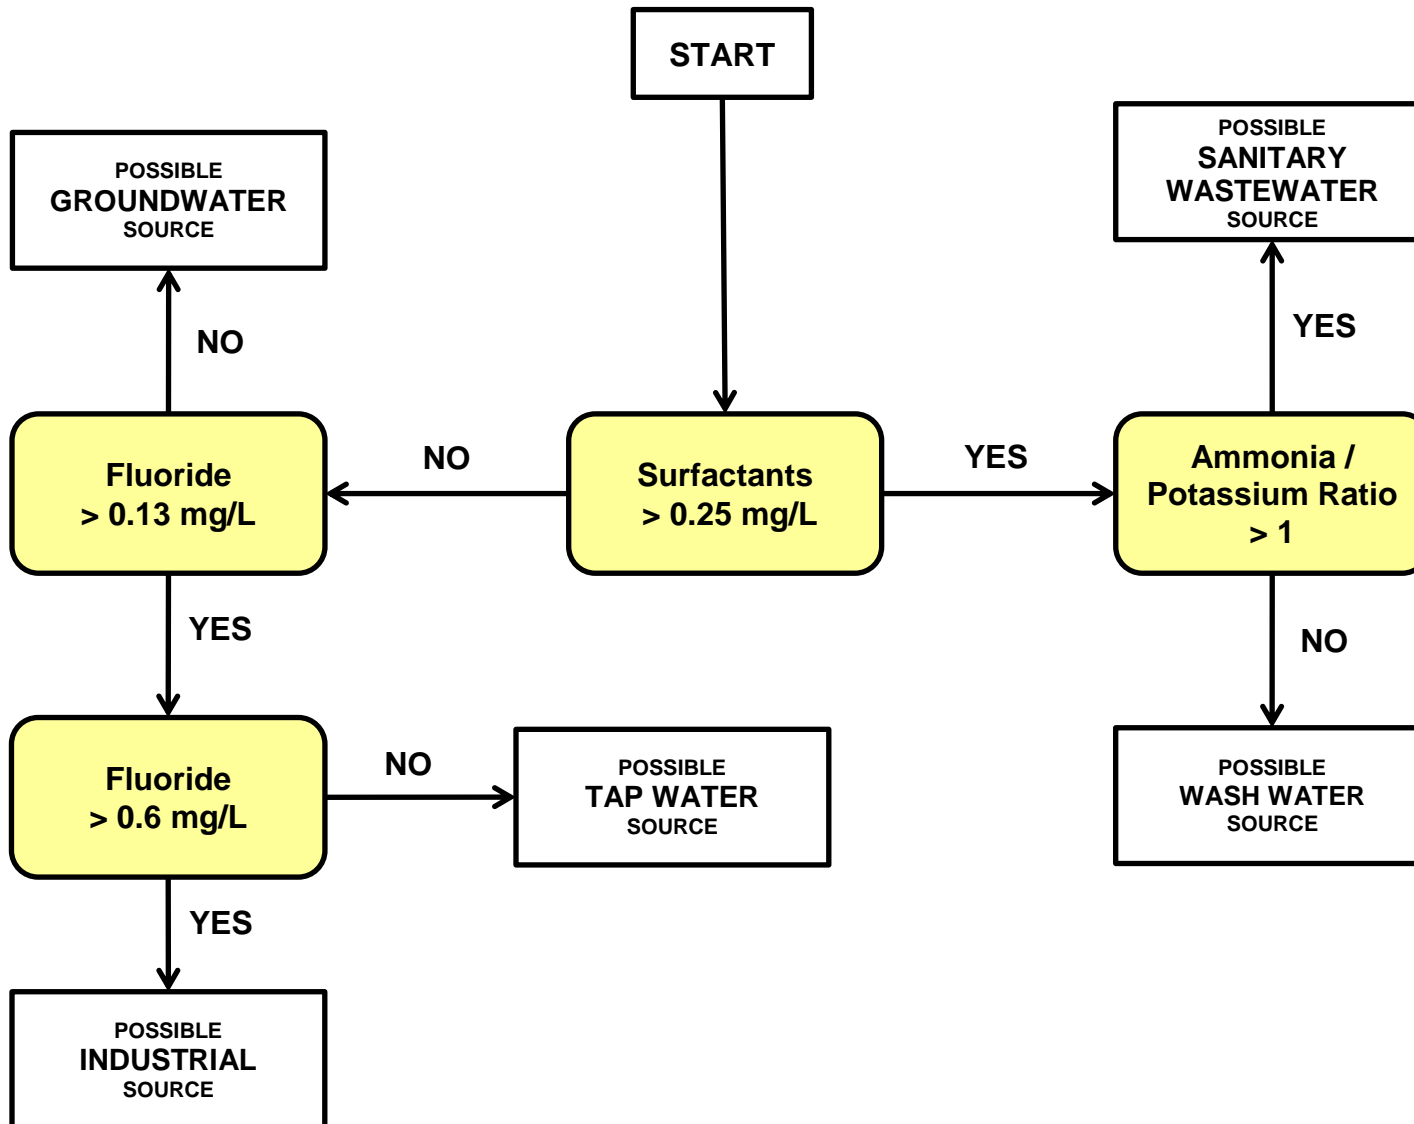 START
POSSIBLE
GROUNDWATER
SOURCE
POSSIBLE
SANITARY
WASTEWATER
SOURCE
NO
YES
Fluoride
> 0.13 mg/L
NO
Surfactants
> 0.25 mg/L
YES
Ammonia /
Potassium Ratio
> 1
YES
NO
Fluoride
> 0.6 mg/L
NO
POSSIBLE
TAP WATER
SOURCE
POSSIBLE
WASH WATER
SOURCE
YES
POSSIBLE
INDUSTRIAL
SOURCE